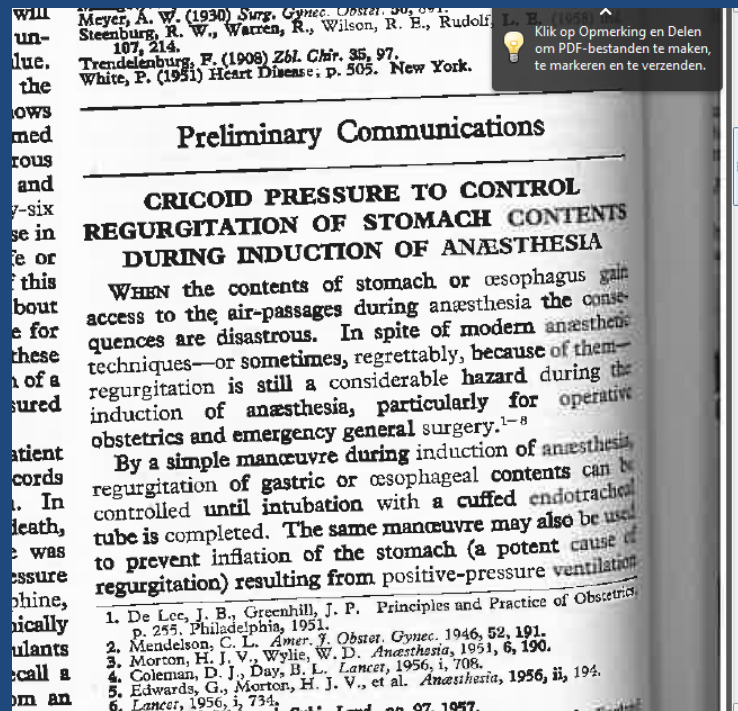 Meyer, A. W. (1930) Surg. Gynec. Obstet. 50,
Steenburg, R. W., Warren, R., Wilson, R. E., Rudolf, L. E. (1958)
107, 214.
Trendelenburg, F. (1908) Zbl. Chir. 35, 97.
White, P. (1951) Heart Disease; p. 505. New York.
Klik op Opmerking en Delen
om PDF-bestanden te maken,
te markeren en te verzenden.
will
un-
lue.
the
ows
med
rous
and
y-six
se in
fe or
this
bout
e for
these
n of a
sured
atient
cords
. In
death,
e was
essure
phine,
nically
ulants
ecall a
om an
Preliminary Communications
CRICOID PRESSURE TO CONTROL
REGURGITATION OF STOMACH CONTENTS
DURING INDUCTION OF ANÆSTHESIA
WHEN the contents of stomach or œsophagus gain
access to the air-passages during anæsthesia the conse-
quences are disastrous. In spite of modern anæsthetic
techniques—or sometimes, regrettably, because of them—
regurgitation is still a considerable hazard during the
induction of anæsthesia, particularly for operative
obstetrics and emergency general surgery.1–8
By a simple manœuvre during induction of anæsthesia,
regurgitation of gastric or œsophageal contents can be
controlled until intubation with a cuffed endotracheal
tube is completed. The same manœuvre may also be used
to prevent inflation of the stomach (a potent cause of
regurgitation) resulting from positive-pressure ventilation
1. De Lee, J. B., Greenhill, J. P. Principles and Practice of Obstetrics,
p. 255. Philadelphia, 1951.
2. Mendelson, C. L. Amer. J. Obstet. Gynec. 1946, 52, 191.
3. Morton, H. J. V., Wylie, W. D. Anæsthesia, 1951, 6, 190.
4. Coleman, D. J., Day, B. L. Lancet, 1956, i, 708.
5. Edwards, G., Morton, H. J. V., et al. Anæsthesia, 1956, ii, 194.
6. Lancet, 1956, i, 734.
97, 1957.